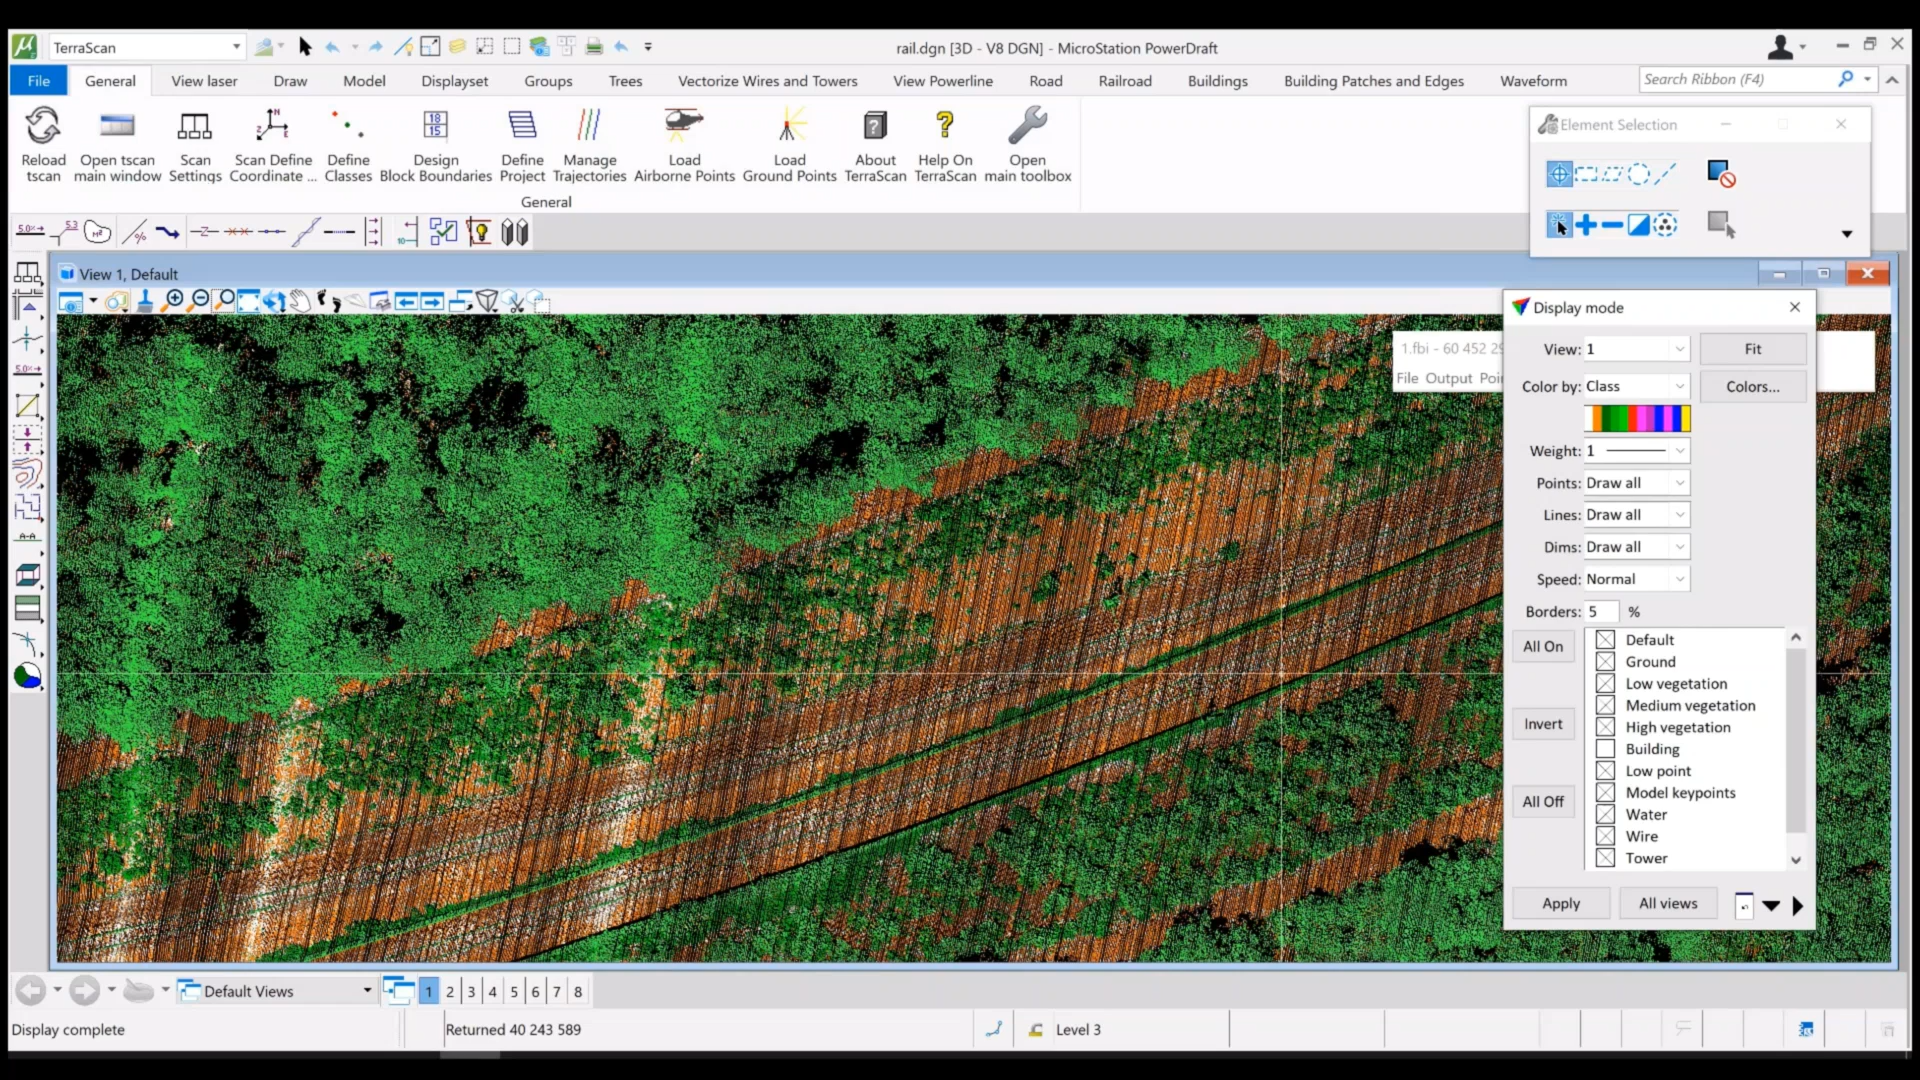 TerraScan
rail.dgn [3D - V8 DGN] - MicroStation PowerDraft
File General View laser Draw Model Displayset Groups Trees Vectorize Wires and Towers View Powerline Road Railroad Buildings Building Patches and Edges Waveform
Search Ribbon (F4)
Reload tscan
Open tscan main window
Scan Settings
Scan Define Coordinate ...
Define Classes
Design Block Boundaries
Define Project
Manage Trajectories
Load Airborne Points
Load Ground Points
About TerraScan
Help On TerraScan
Open main toolbox
General
Element Selection
View 1, Default
Display mode
1.fbi - 60 452
File Output
View: 1 Fit
Color by: Class Colors...
Weight: 1
Points: Draw all
Lines: Draw all
Dims: Draw all
Speed: Normal
Borders: 5 %
All On
Invert
All Off
Default
Ground
Low vegetation
Medium vegetation
High vegetation
Building
Low point
Model keypoints
Water
Wire
Tower
Apply All views
Default Views 1 2 3 4 5 6 7 8
Display complete Returned 40 243 589 Level 3